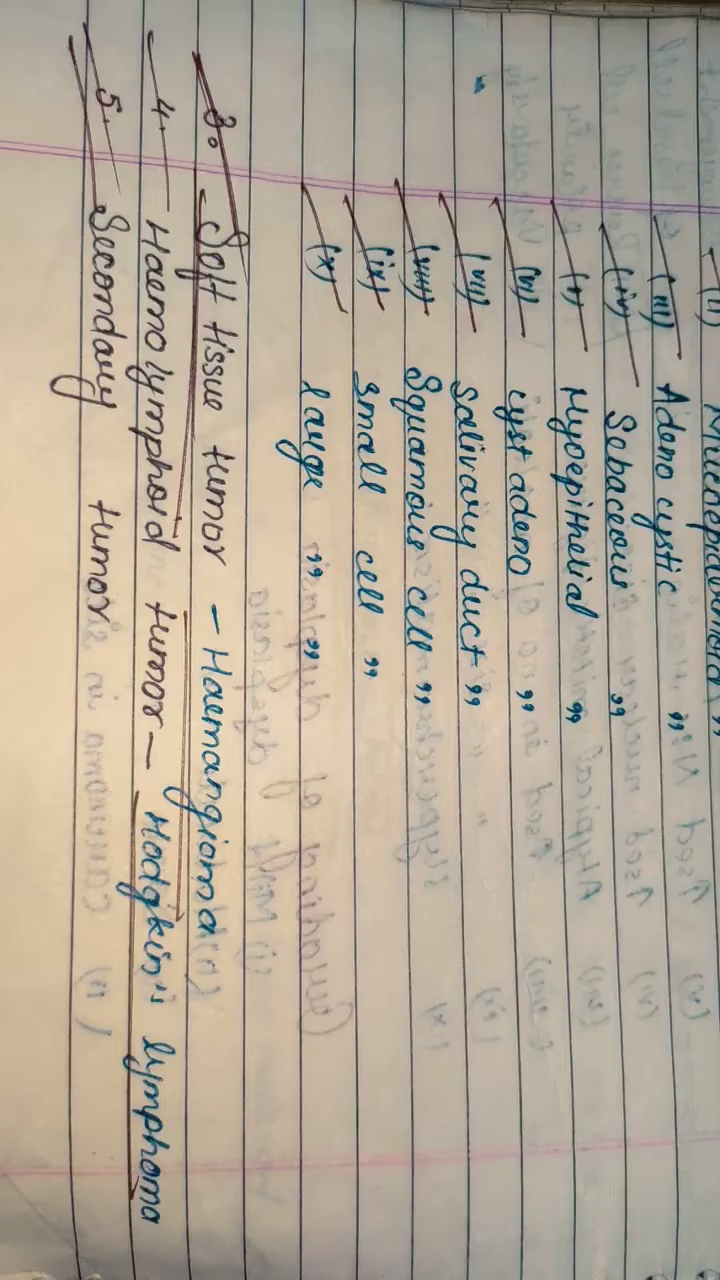 (ii) Mucoepidermoid "
(iii) Adeno cystic "
(iv) Sebaceous "
(v) Myoepithelial "
(vi) cyst adeno "
(vii) Salivary duct "
(viii) Squamous cell "
(ix) small cell "
(x) large " "
3. Soft tissue tumor - Haemangioma
4. Haemolymphoid tumor - Hodgkin's lymphoma
5. Secondary tumor